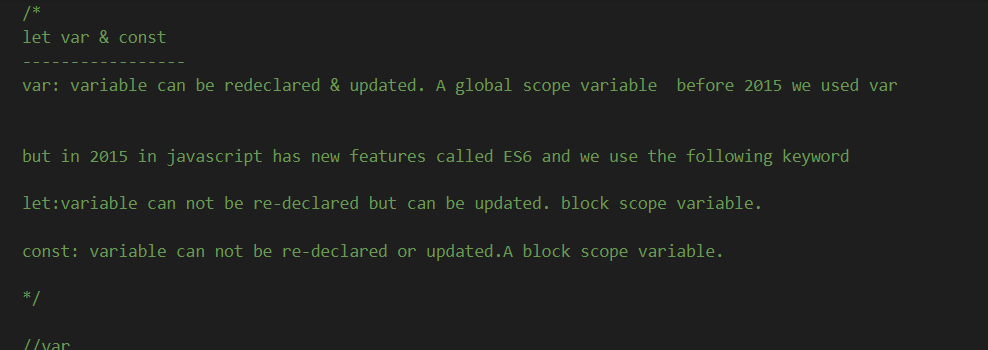 /*
let var & const
-----------------
var: variable can be redeclared & updated. A global scope variable  before 2015 we used var
but in 2015 in javascript has new features called ES6 and we use the following keyword
let:variable can not be re-declared but can be updated. block scope variable.
const: variable can not be re-declared or updated.A block scope variable.
*/
//var